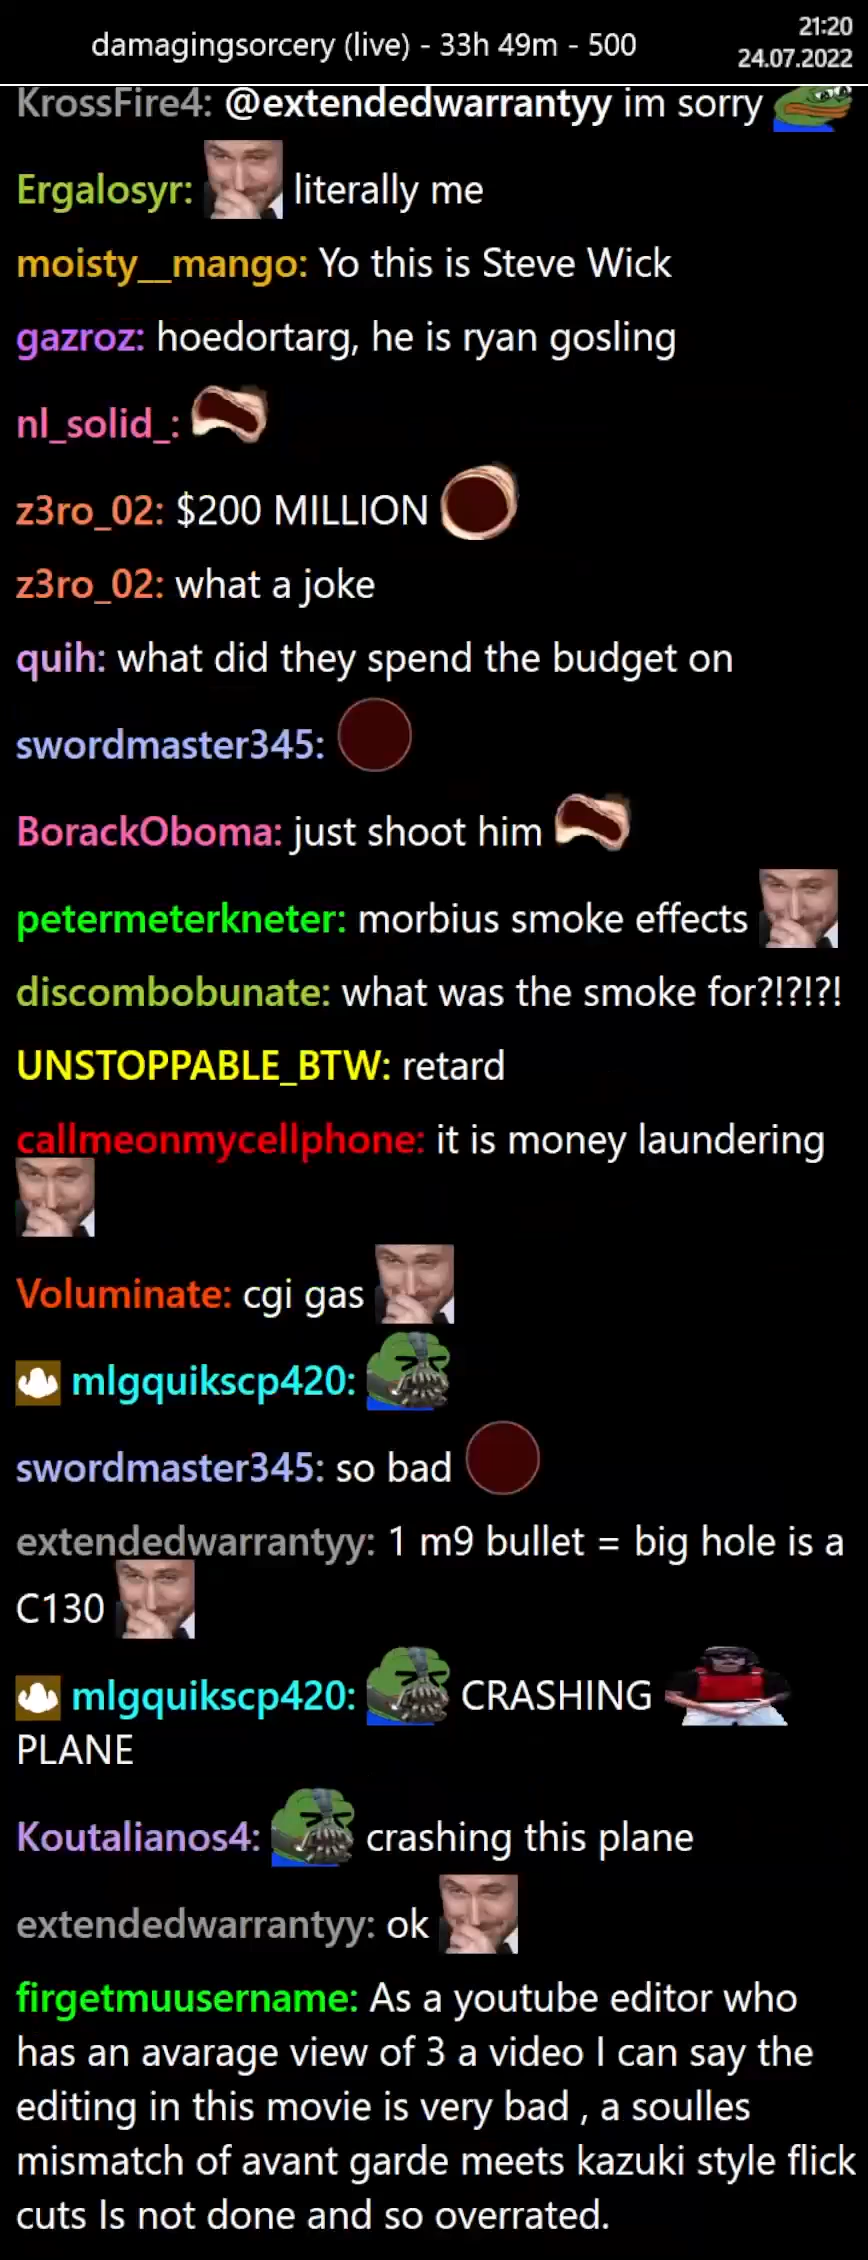 damagingsorcery (live) - 33h 49m - 500
21:20
24.07.2022
KrossFire4: @extendedwarrantyy im sorry
Ergalosyr: literally me
moisty__mango: Yo this is Steve Wick
gazroz: hoedortarg, he is ryan gosling
nl_solid_:
z3ro_02: $200 MILLION
z3ro_02: what a joke
quih: what did they spend the budget on
swordmaster345:
BorackOboma: just shoot him
petermeterkneter: morbius smoke effects
discombobunate: what was the smoke for?!?!?!
UNSTOPPABLE_BTW: retard
callmeonmycellphone: it is money laundering
Voluminate: cgi gas
mlgquikscp420:
swordmaster345: so bad
extendedwarrantyy: 1 m9 bullet = big hole is a
C130
mlgquikscp420: CRASHING
PLANE
Koutalianos4: crashing this plane
extendedwarrantyy: ok
firgetmuusername: As a youtube editor who
has an avarage view of 3 a video I can say the
editing in this movie is very bad , a soulles
mismatch of avant garde meets kazuki style flick
cuts Is not done and so overrated.